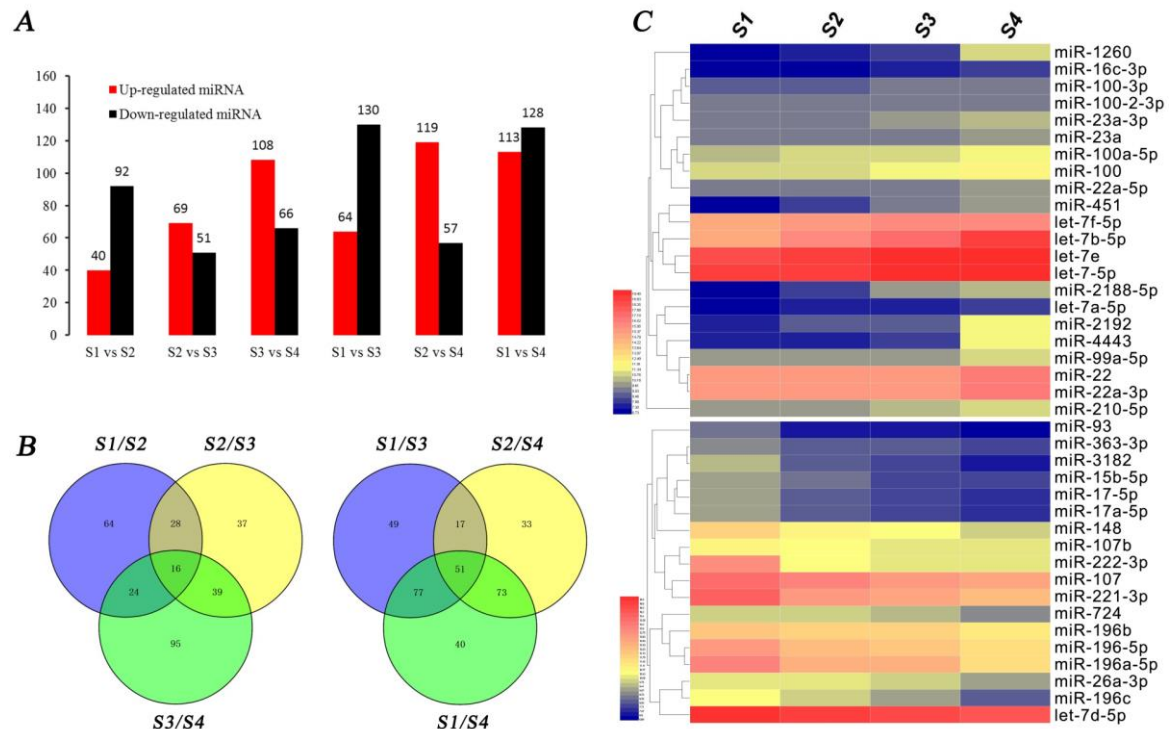 A
160
140
120
100
80
60
40
20
0
Up-regulated miRNA
Down-regulated miRNA
40
92
69
51
108
66
64
130
119
57
113
128
S1 vs S2
S2 vs S3
S3 vs S4
S1 vs S3
S2 vs S4
S1 vs S4
B
S1/S2
S2/S3
64
28
37
16
24
39
95
S3/S4
S1/S3
S2/S4
49
17
33
51
77
73
40
S1/S4
C
S1 S2 S3 S4
miR-1260
miR-16c-3p
miR-100-3p
miR-100-2-3p
miR-23a-3p
miR-23a
miR-100a-5p
miR-100
miR-22a-5p
miR-451
let-7f-5p
let-7b-5p
let-7e
let-7-5p
miR-2188-5p
let-7a-5p
miR-2192
miR-4443
miR-99a-5p
miR-22
miR-22a-3p
miR-210-5p
miR-93
miR-363-3p
miR-3182
miR-15b-5p
miR-17-5p
miR-17a-5p
miR-148
miR-107b
miR-222-3p
miR-107
miR-221-3p
miR-724
miR-196b
miR-196-5p
miR-196a-5p
miR-26a-3p
miR-196c
let-7d-5p